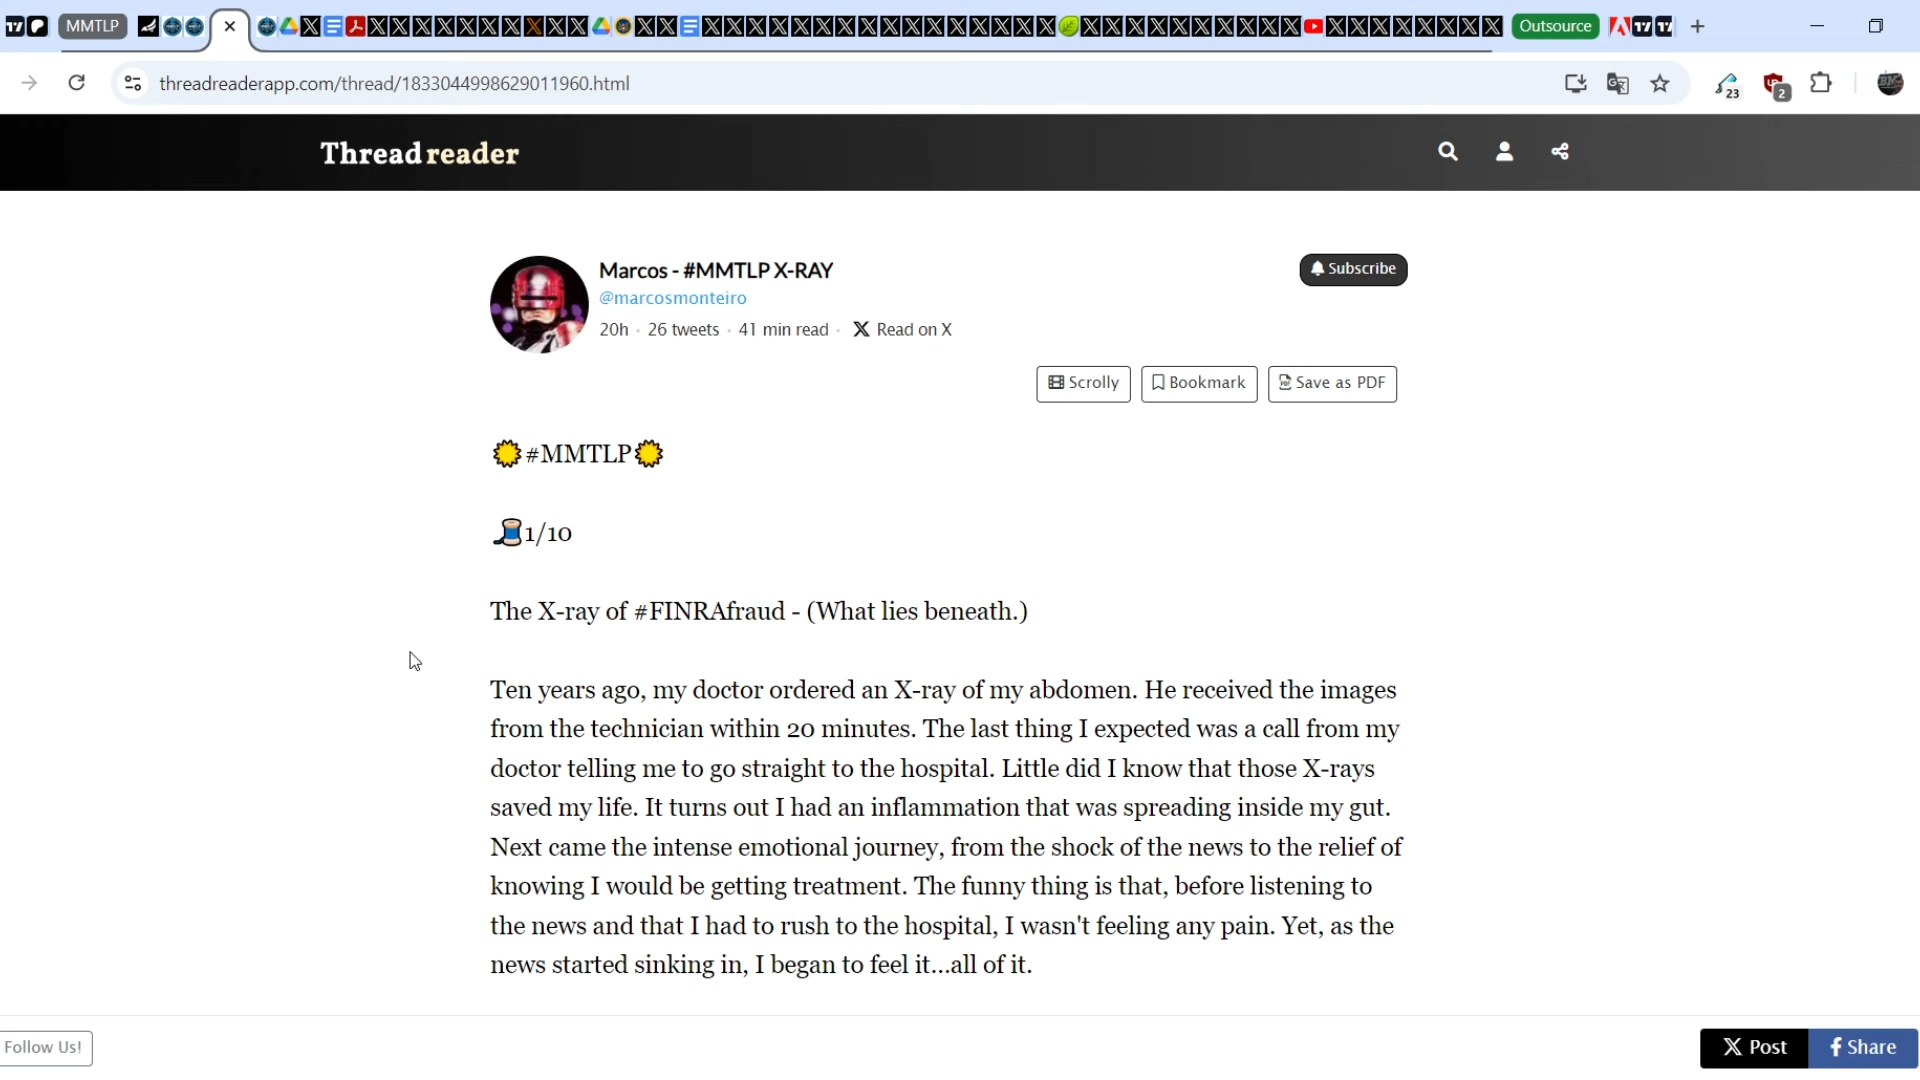 MMTLP
Outsource
threadreaderapp.com/thread/1833044998629011960.html
23
2
Thread reader
Marcos - #MMTLP X-RAY
Subscribe
@marcosmonteiro
20h · 26 tweets · 41 min read · X Read on X
Scrolly
Bookmark
Save as PDF
#MMTLP
1/10
The X-ray of #FINRAfraud - (What lies beneath.)
Ten years ago, my doctor ordered an X-ray of my abdomen. He received the images
from the technician within 20 minutes. The last thing I expected was a call from my
doctor telling me to go straight to the hospital. Little did I know that those X-rays
saved my life. It turns out I had an inflammation that was spreading inside my gut.
Next came the intense emotional journey, from the shock of the news to the relief of
knowing I would be getting treatment. The funny thing is that, before listening to
the news and that I had to rush to the hospital, I wasn't feeling any pain. Yet, as the
news started sinking in, I began to feel it...all of it.
Follow Us!
X Post
f Share